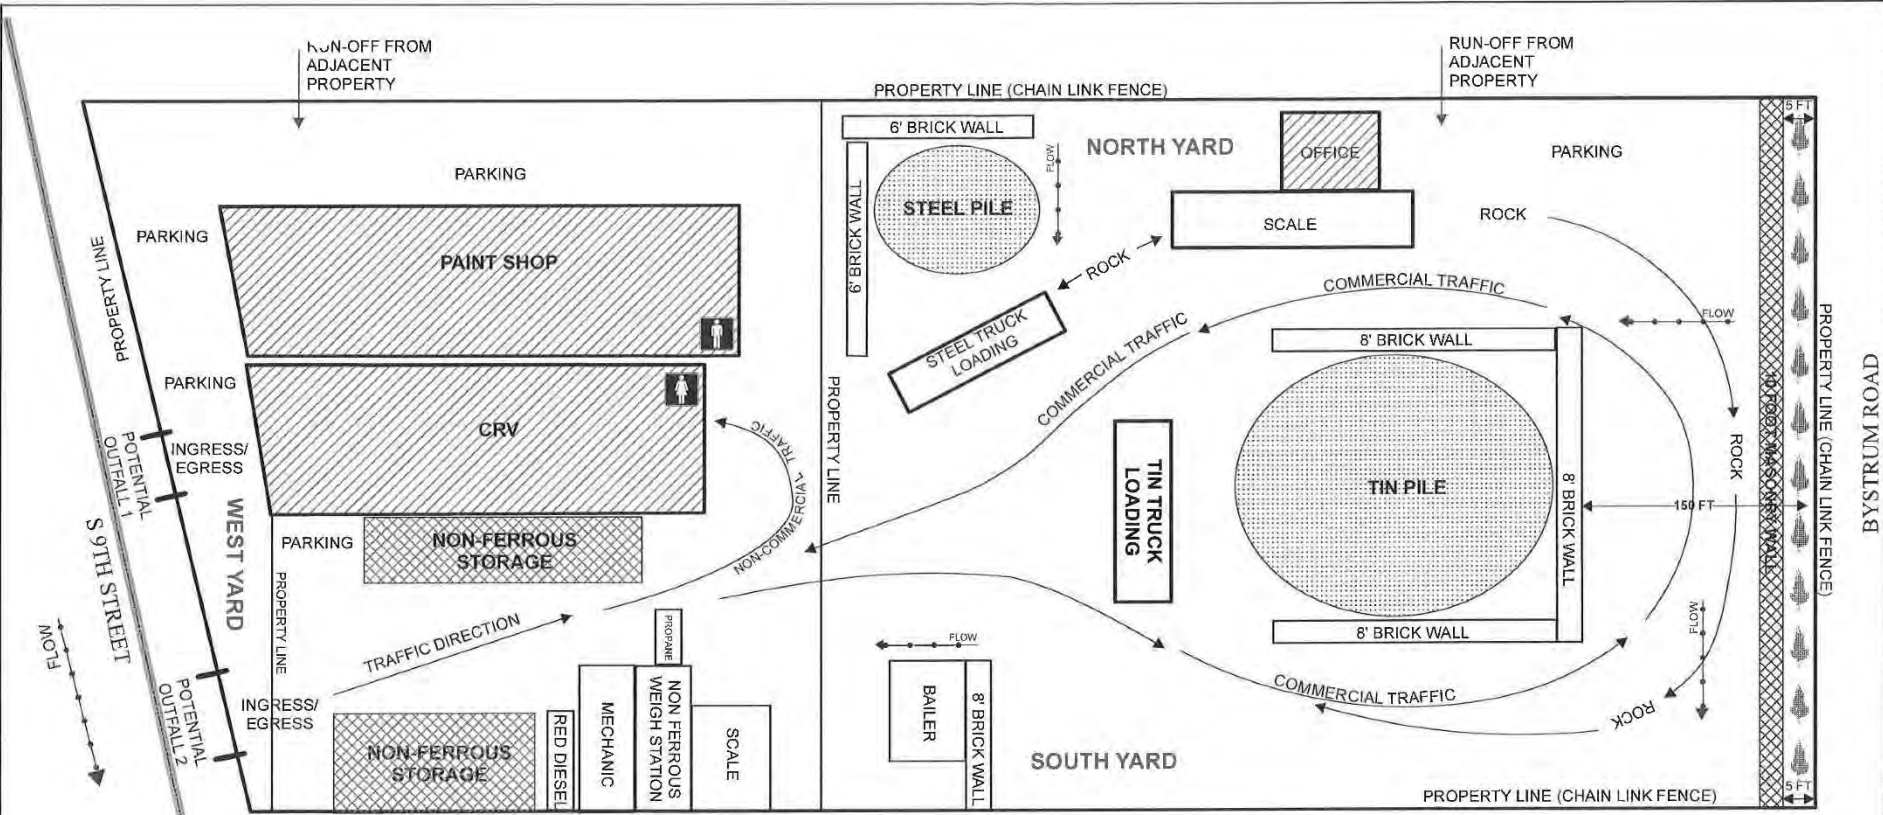 RUN-OFF FROM
ADJACENT
PROPERTY
RUN-OFF FROM
ADJACENT
PROPERTY
PROPERTY LINE (CHAIN LINK FENCE)
5 FT
6' BRICK WALL
NORTH YARD
OFFICE
PARKING
FLOW
PARKING
6' BRICK WALL
STEEL PILE
ROCK
SCALE
PARKING
PROPERTY LINE
PAINT SHOP
ROCK
COMMERCIAL TRAFFIC
FLOW
STEEL TRUCK
LOADING
COMMERCIAL TRAFFIC
8' BRICK WALL
PARKING
PROPERTY LINE
10 FOOT MASONRY WALL
PROPERTY LINE (CHAIN LINK FENCE)
BYSTRUM ROAD
CRV
NON-COMMERCIAL TRAFFIC
POTENTIAL
OUTFALL 1
INGRESS/
EGRESS
ROCK
TIN TRUCK
LOADING
TIN PILE
8' BRICK WALL
150 FT
S 9TH STREET
WEST YARD
PARKING
NON-FERROUS
STORAGE
PROPERTY LINE
FLOW
TRAFFIC DIRECTION
PROPANE
FLOW
8' BRICK WALL
FLOW
POTENTIAL
OUTFALL 2
INGRESS/
EGRESS
NON-FERROUS
STORAGE
RED DIESEL
MECHANIC
NON FERROUS
WEIGH STATION
SCALE
BAILER
8' BRICK WALL
COMMERCIAL TRAFFIC
ROCK
SOUTH YARD
PROPERTY LINE (CHAIN LINK FENCE)
5 FT